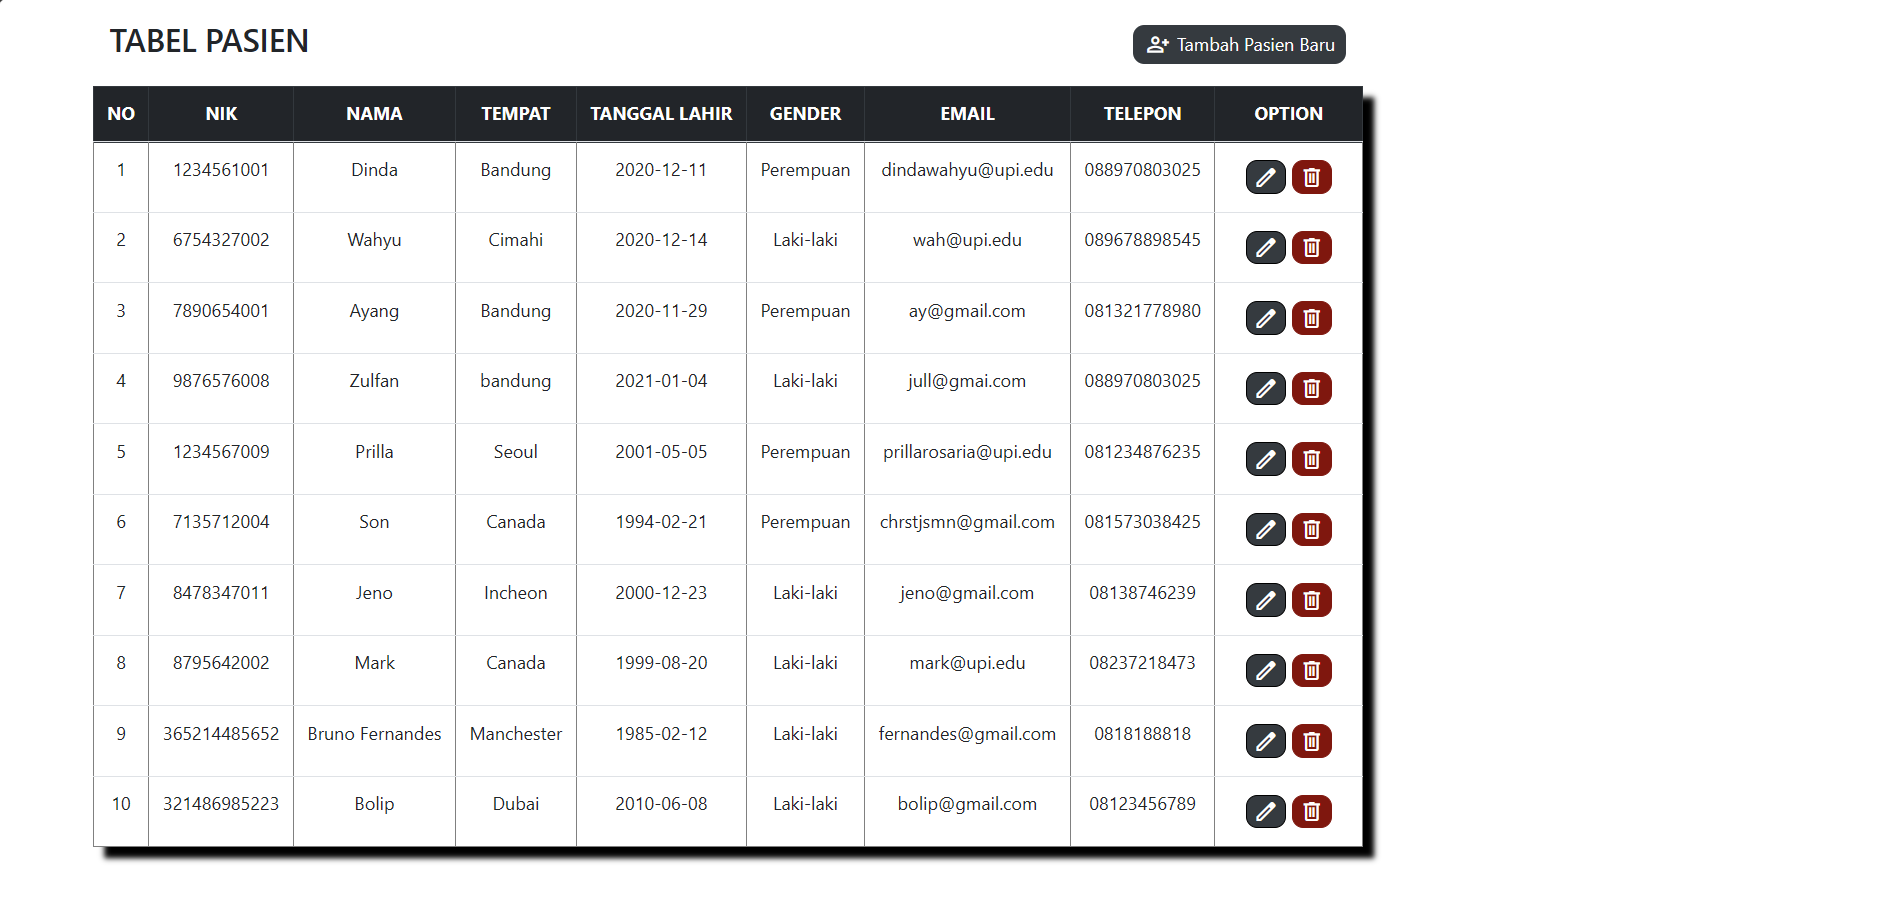 TABEL PASIEN
Tambah Pasien Baru
NO NIK NAMA TEMPAT TANGGAL LAHIR GENDER EMAIL TELEPON OPTION
1 1234561001 Dinda Bandung 2020-12-11 Perempuan dindawahyu@upi.edu 088970803025
2 6754327002 Wahyu Cimahi 2020-12-14 Laki-laki wah@upi.edu 089678898545
3 7890654001 Ayang Bandung 2020-11-29 Perempuan ay@gmail.com 081321778980
4 9876576008 Zulfan bandung 2021-01-04 Laki-laki jull@gmai.com 088970803025
5 1234567009 Prilla Seoul 2001-05-05 Perempuan prillarosaria@upi.edu 081234876235
6 7135712004 Son Canada 1994-02-21 Perempuan chrstjsmn@gmail.com 081573038425
7 8478347011 Jeno Incheon 2000-12-23 Laki-laki jeno@gmail.com 08138746239
8 8795642002 Mark Canada 1999-08-20 Laki-laki mark@upi.edu 08237218473
9 365214485652 Bruno Fernandes Manchester 1985-02-12 Laki-laki fernandes@gmail.com 0818188818
10 321486985223 Bolip Dubai 2010-06-08 Laki-laki bolip@gmail.com 08123456789